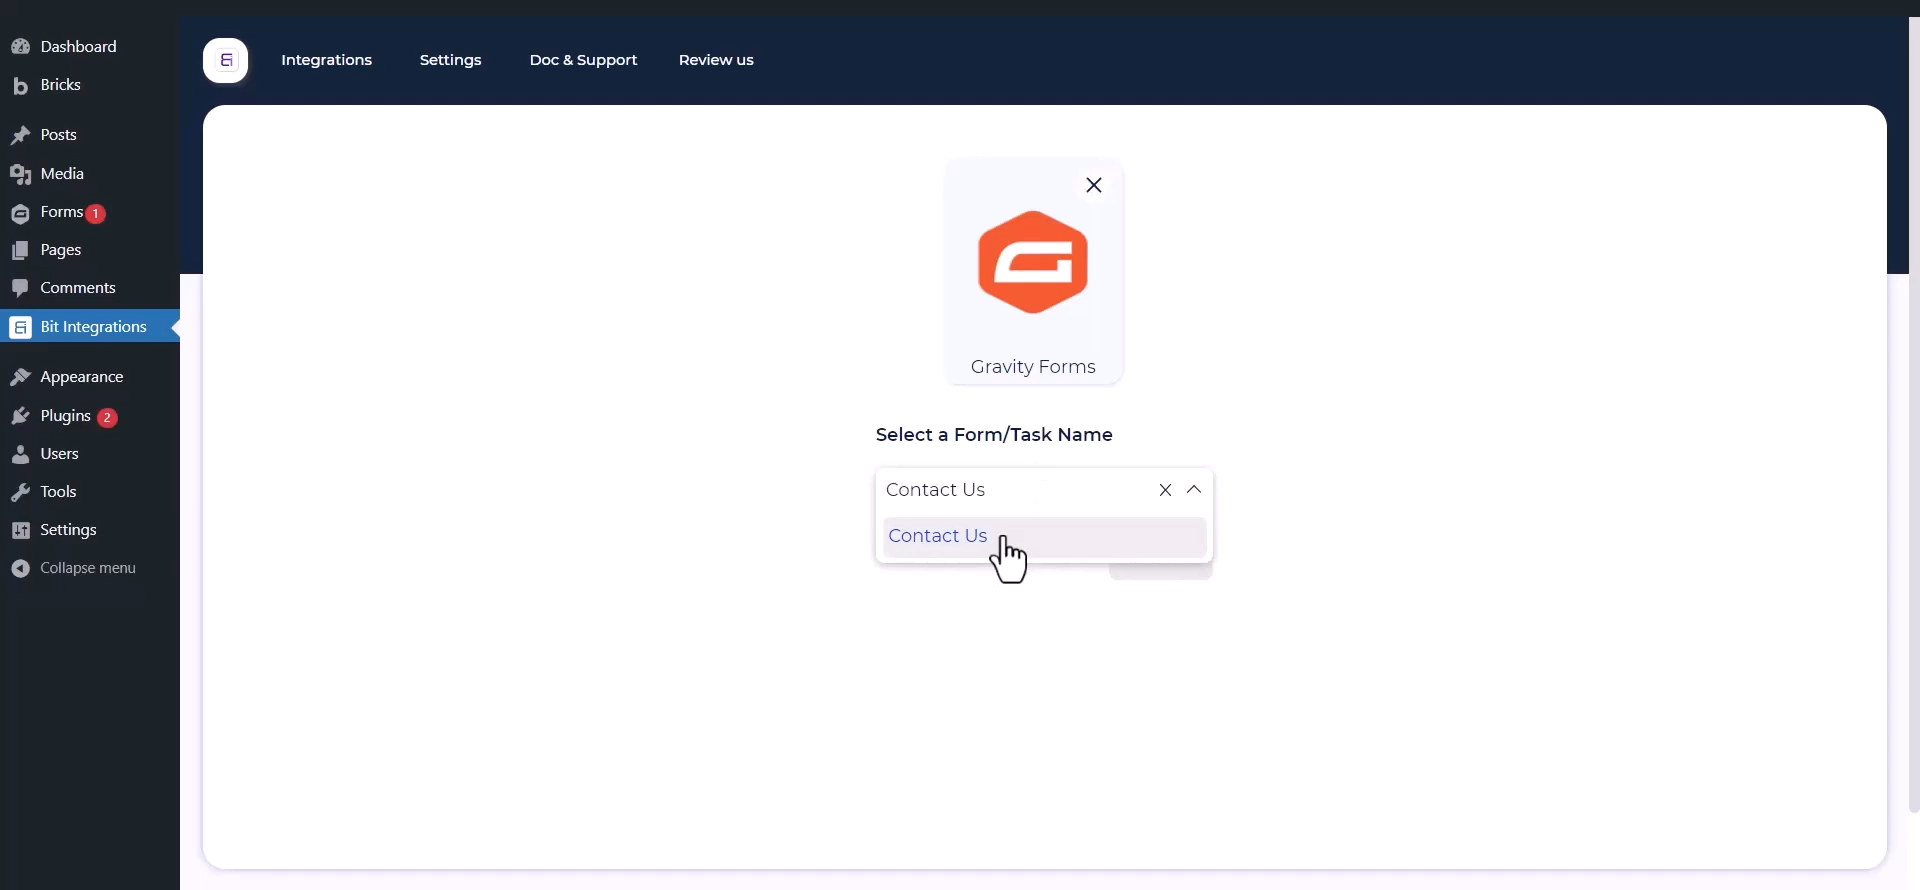 Dashboard
Bricks
Posts
Media
Forms 1
Pages
Comments
Bit Integrations
Appearance
Plugins 2
Users
Tools
Settings
Collapse menu
Integrations Settings Doc & Support Review us
Gravity Forms
Select a Form/Task Name
Contact Us
Contact Us